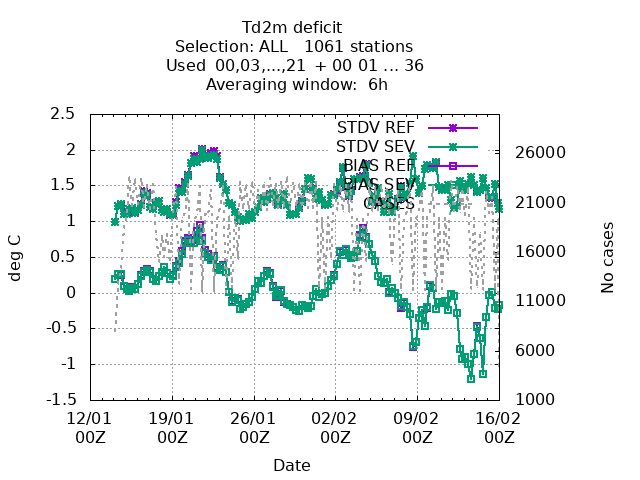 Td2m deficit
Selection: ALL   1061 stations
Used  00,03,...,21  + 00 01 ... 36
Averaging window:  6h
STDV REF
STDV SEV
BIAS REF
BIAS SEV
CASES
2.5
2
1.5
1
0.5
0
-0.5
-1
-1.5
deg C
26000
21000
16000
11000
6000
1000
No cases
12/01 19/01 26/01 02/02 09/02 16/02
00Z 00Z 00Z 00Z 00Z 00Z
Date